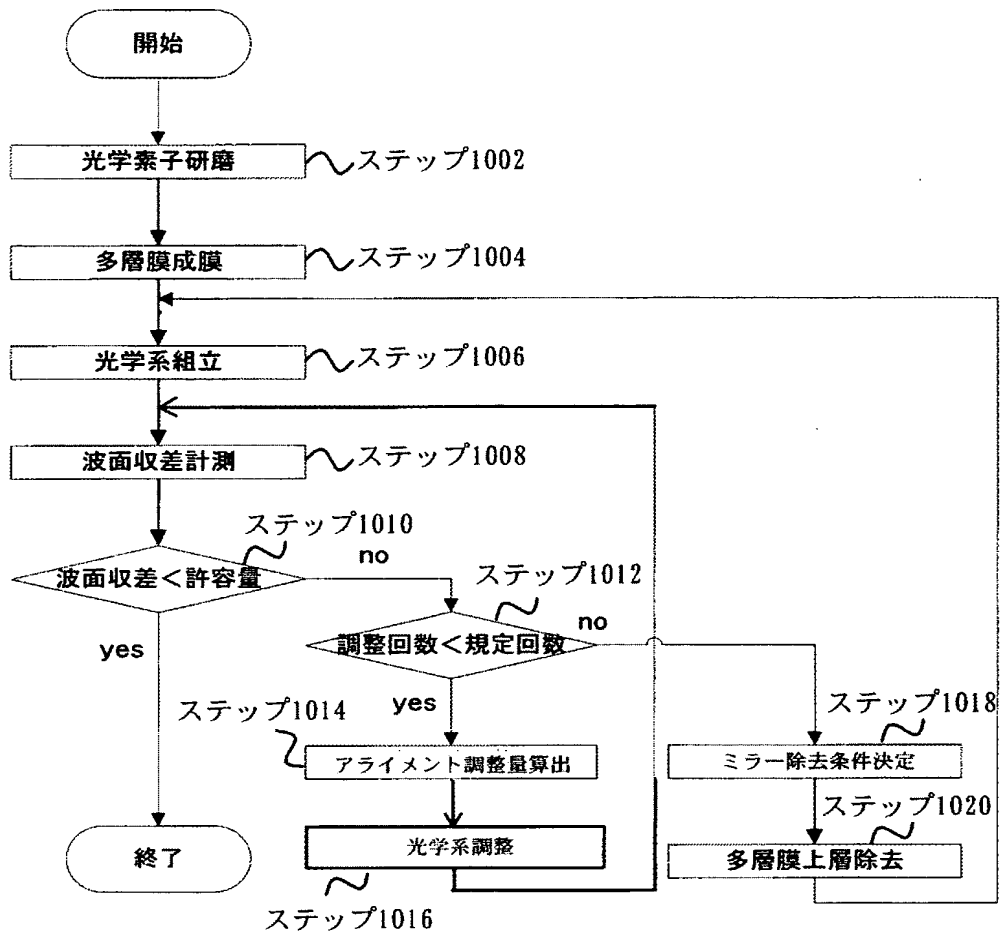 開始
光学素子研磨
ステップ1002
多層膜成膜
ステップ1004
光学系組立
ステップ1006
波面収差計測
ステップ1008
ステップ1010
波面収差<許容量
no
yes
ステップ1012
調整回数<規定回数
no
yes
ステップ1014
アライメント調整量算出
ステップ1018
ミラー除去条件決定
ステップ1020
光学系調整
多層膜上層除去
ステップ1016
終了